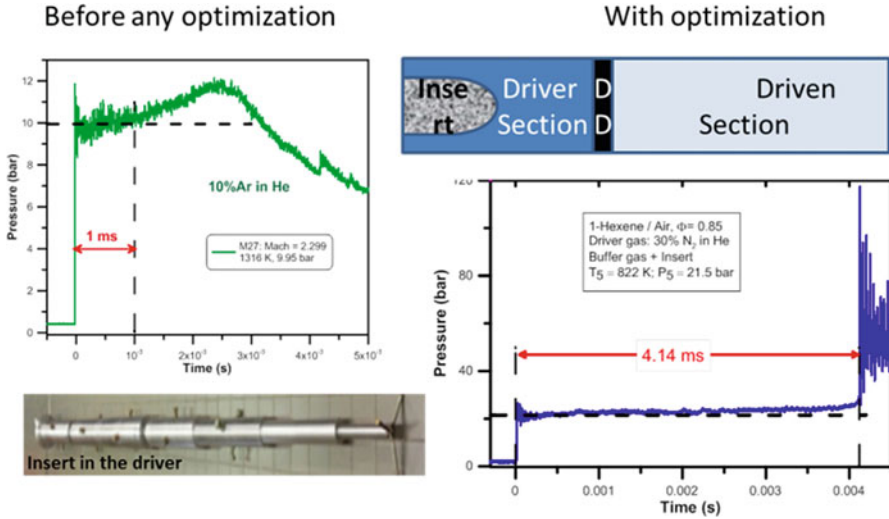 Before any optimization
With optimization
12
10
8
6
4
2
0
Pressure (bar)
10%Ar in He
1 ms
M27: Mach = 2.299
1316 K, 9.95 bar
0
10⁻³
2x10⁻³
3x10⁻³
4x10⁻³
5x10⁻³
Time (s)
Insert in the driver
Inse
rt
Driver
Section
D
D
Driven
Section
120
80
40
0
Pressure (bar)
1-Hexene / Air, Φ= 0.85
Driver gas: 30% N₂ in He
Buffer gas + Insert
T₅ = 822 K; P₅ = 21.5 bar
4.14 ms
0
0.001
0.002
0.003
0.004
Time (s)